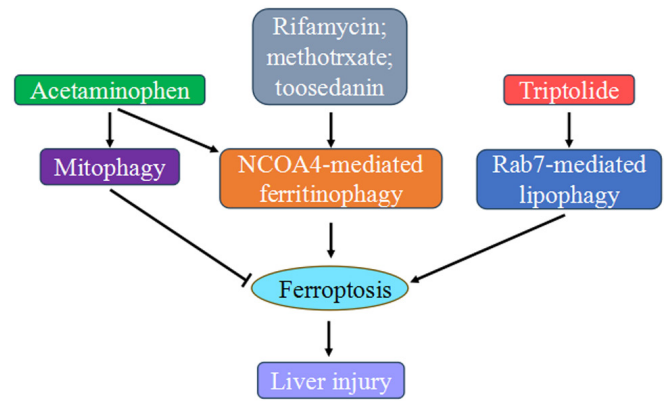 Rifamycin;
methotrxate;
toosedanin
Acetaminophen
Triptolide
Mitophagy
NCOA4-mediated
ferritinophagy
Rab7-mediated
lipophagy
Ferroptosis
Liver injury